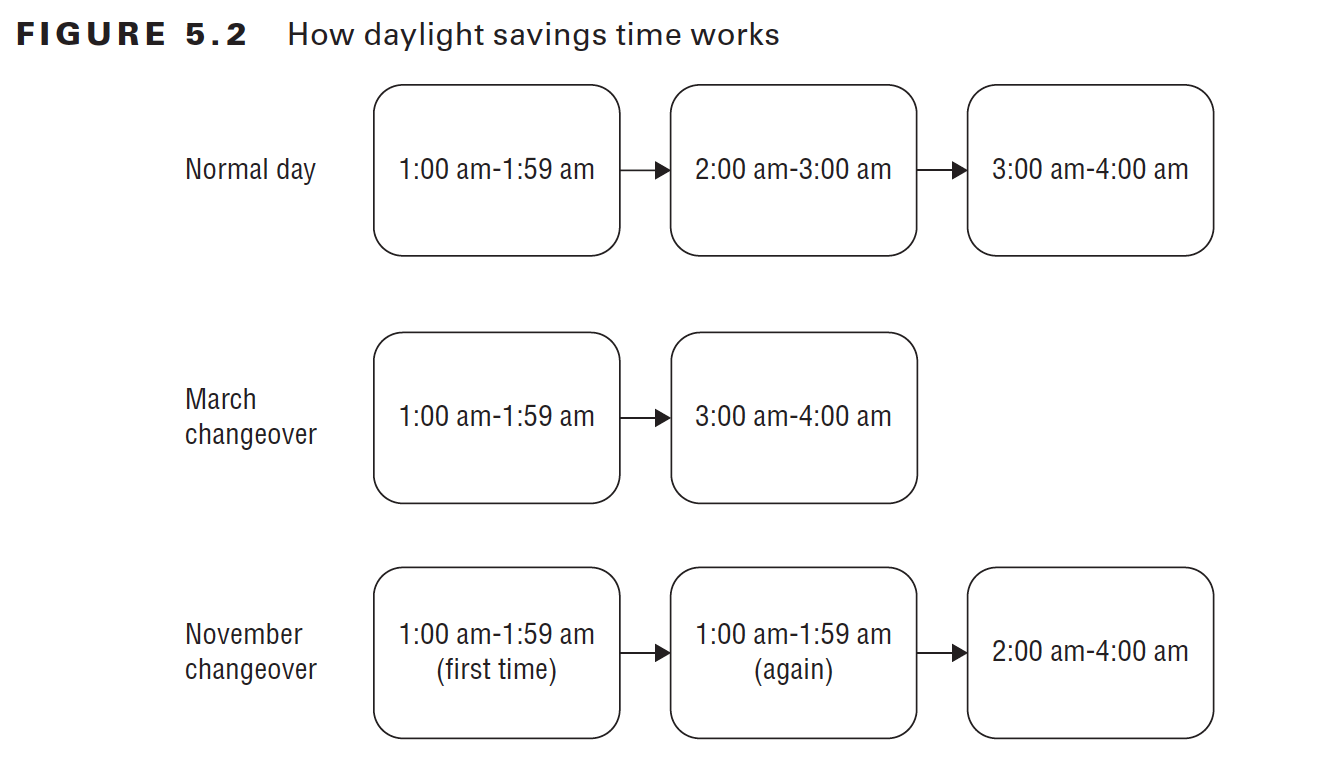 FIGURE 5.2 How daylight savings time works
Normal day
1:00 am-1:59 am
2:00 am-3:00 am
3:00 am-4:00 am
March
changeover
1:00 am-1:59 am
3:00 am-4:00 am
November
changeover
1:00 am-1:59 am
(first time)
1:00 am-1:59 am
(again)
2:00 am-4:00 am